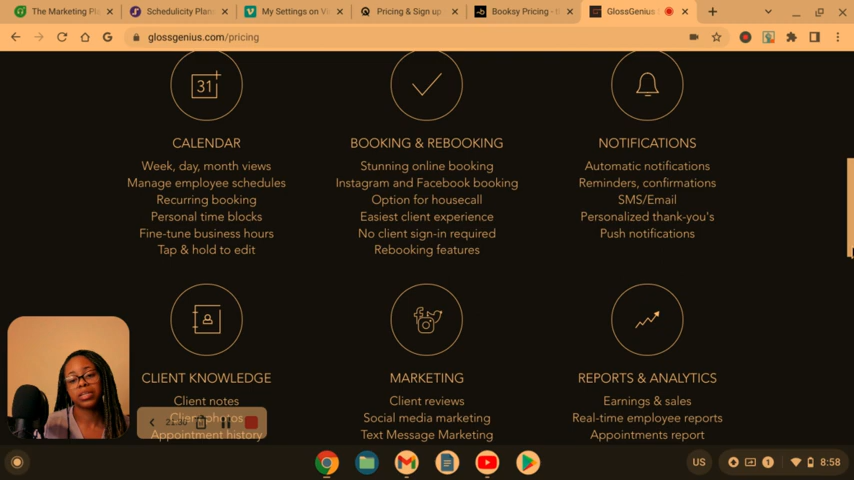 The Marketing Pl
Schedulicity Plan
My Settings on V
Pricing & Sign up
Booksy Pricing - th
GlossGenius
glossgenius.com/pricing
31
CALENDAR
Week, day, month views
Manage employee schedules
Recurring booking
Personal time blocks
Fine-tune business hours
Tap & hold to edit
BOOKING & REBOOKING
Stunning online booking
Instagram and Facebook booking
Option for housecall
Easiest client experience
No client sign-in required
Rebooking features
NOTIFICATIONS
Automatic notifications
Reminders, confirmations
SMS/Email
Personalized thank-you's
Push notifications
CLIENT KNOWLEDGE
Client notes
Client photos
Appointment history
MARKETING
Client reviews
Social media marketing
Text Message Marketing
REPORTS & ANALYTICS
Earnings & sales
Real-time employee reports
Appointments report
US
1
8:58